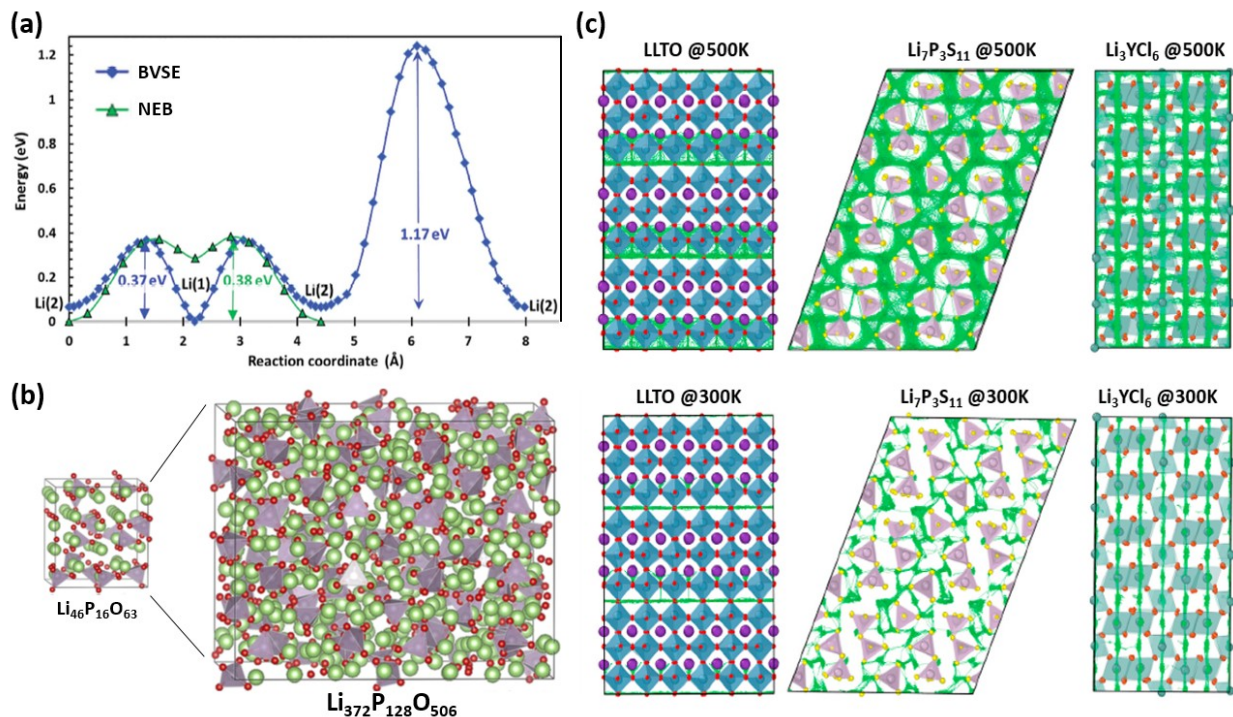 (a)
1.2
1
0.8
0.6
0.4
0.2
0
Energy (eV)
BVSE
NEB
1.17 eV
0.37 eV
Li(1)
0.38 eV
Li(2)
Li(2)
Li(2)
0 1 2 3 4 5 6 7 8
Reaction coordinate (Å)
(b)
Li₄₆P₁₆O₆₃
Li₃₇₂P₁₂₈O₅₀₆
(c)
LLTO @500K
Li₇P₃S₁₁ @500K
Li₃YCl₆ @500K
LLTO @300K
Li₇P₃S₁₁ @300K
Li₃YCl₆ @300K